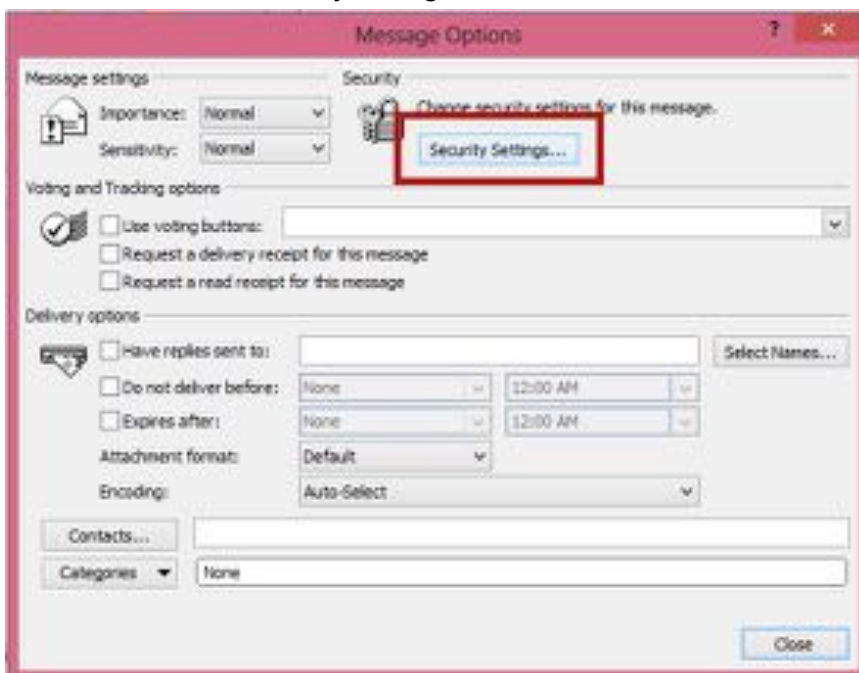 Message Options
?
Message settings
Security
Importance: Normal
Change security settings for this message.
Sensitivity: Normal
Security Settings...
Voting and Tracking options
Use voting buttons:
Request a delivery receipt for this message
Request a read receipt for this message
Delivery options
Have replies sent to:
Select Names...
Do not deliver before: None 12:00 AM
Expires after: None 12:00 AM
Attachment format: Default
Encoding: Auto-Select
Contacts...
Categories None
Close